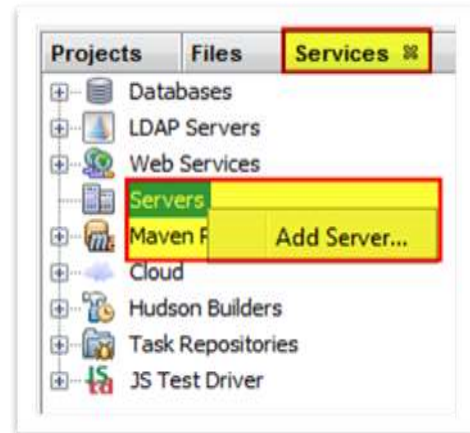 Projects Files Services
Databases
LDAP Servers
Web Services
Servers
Maven Add Server...
Cloud
Hudson Builders
Task Repositories
JS Test Driver